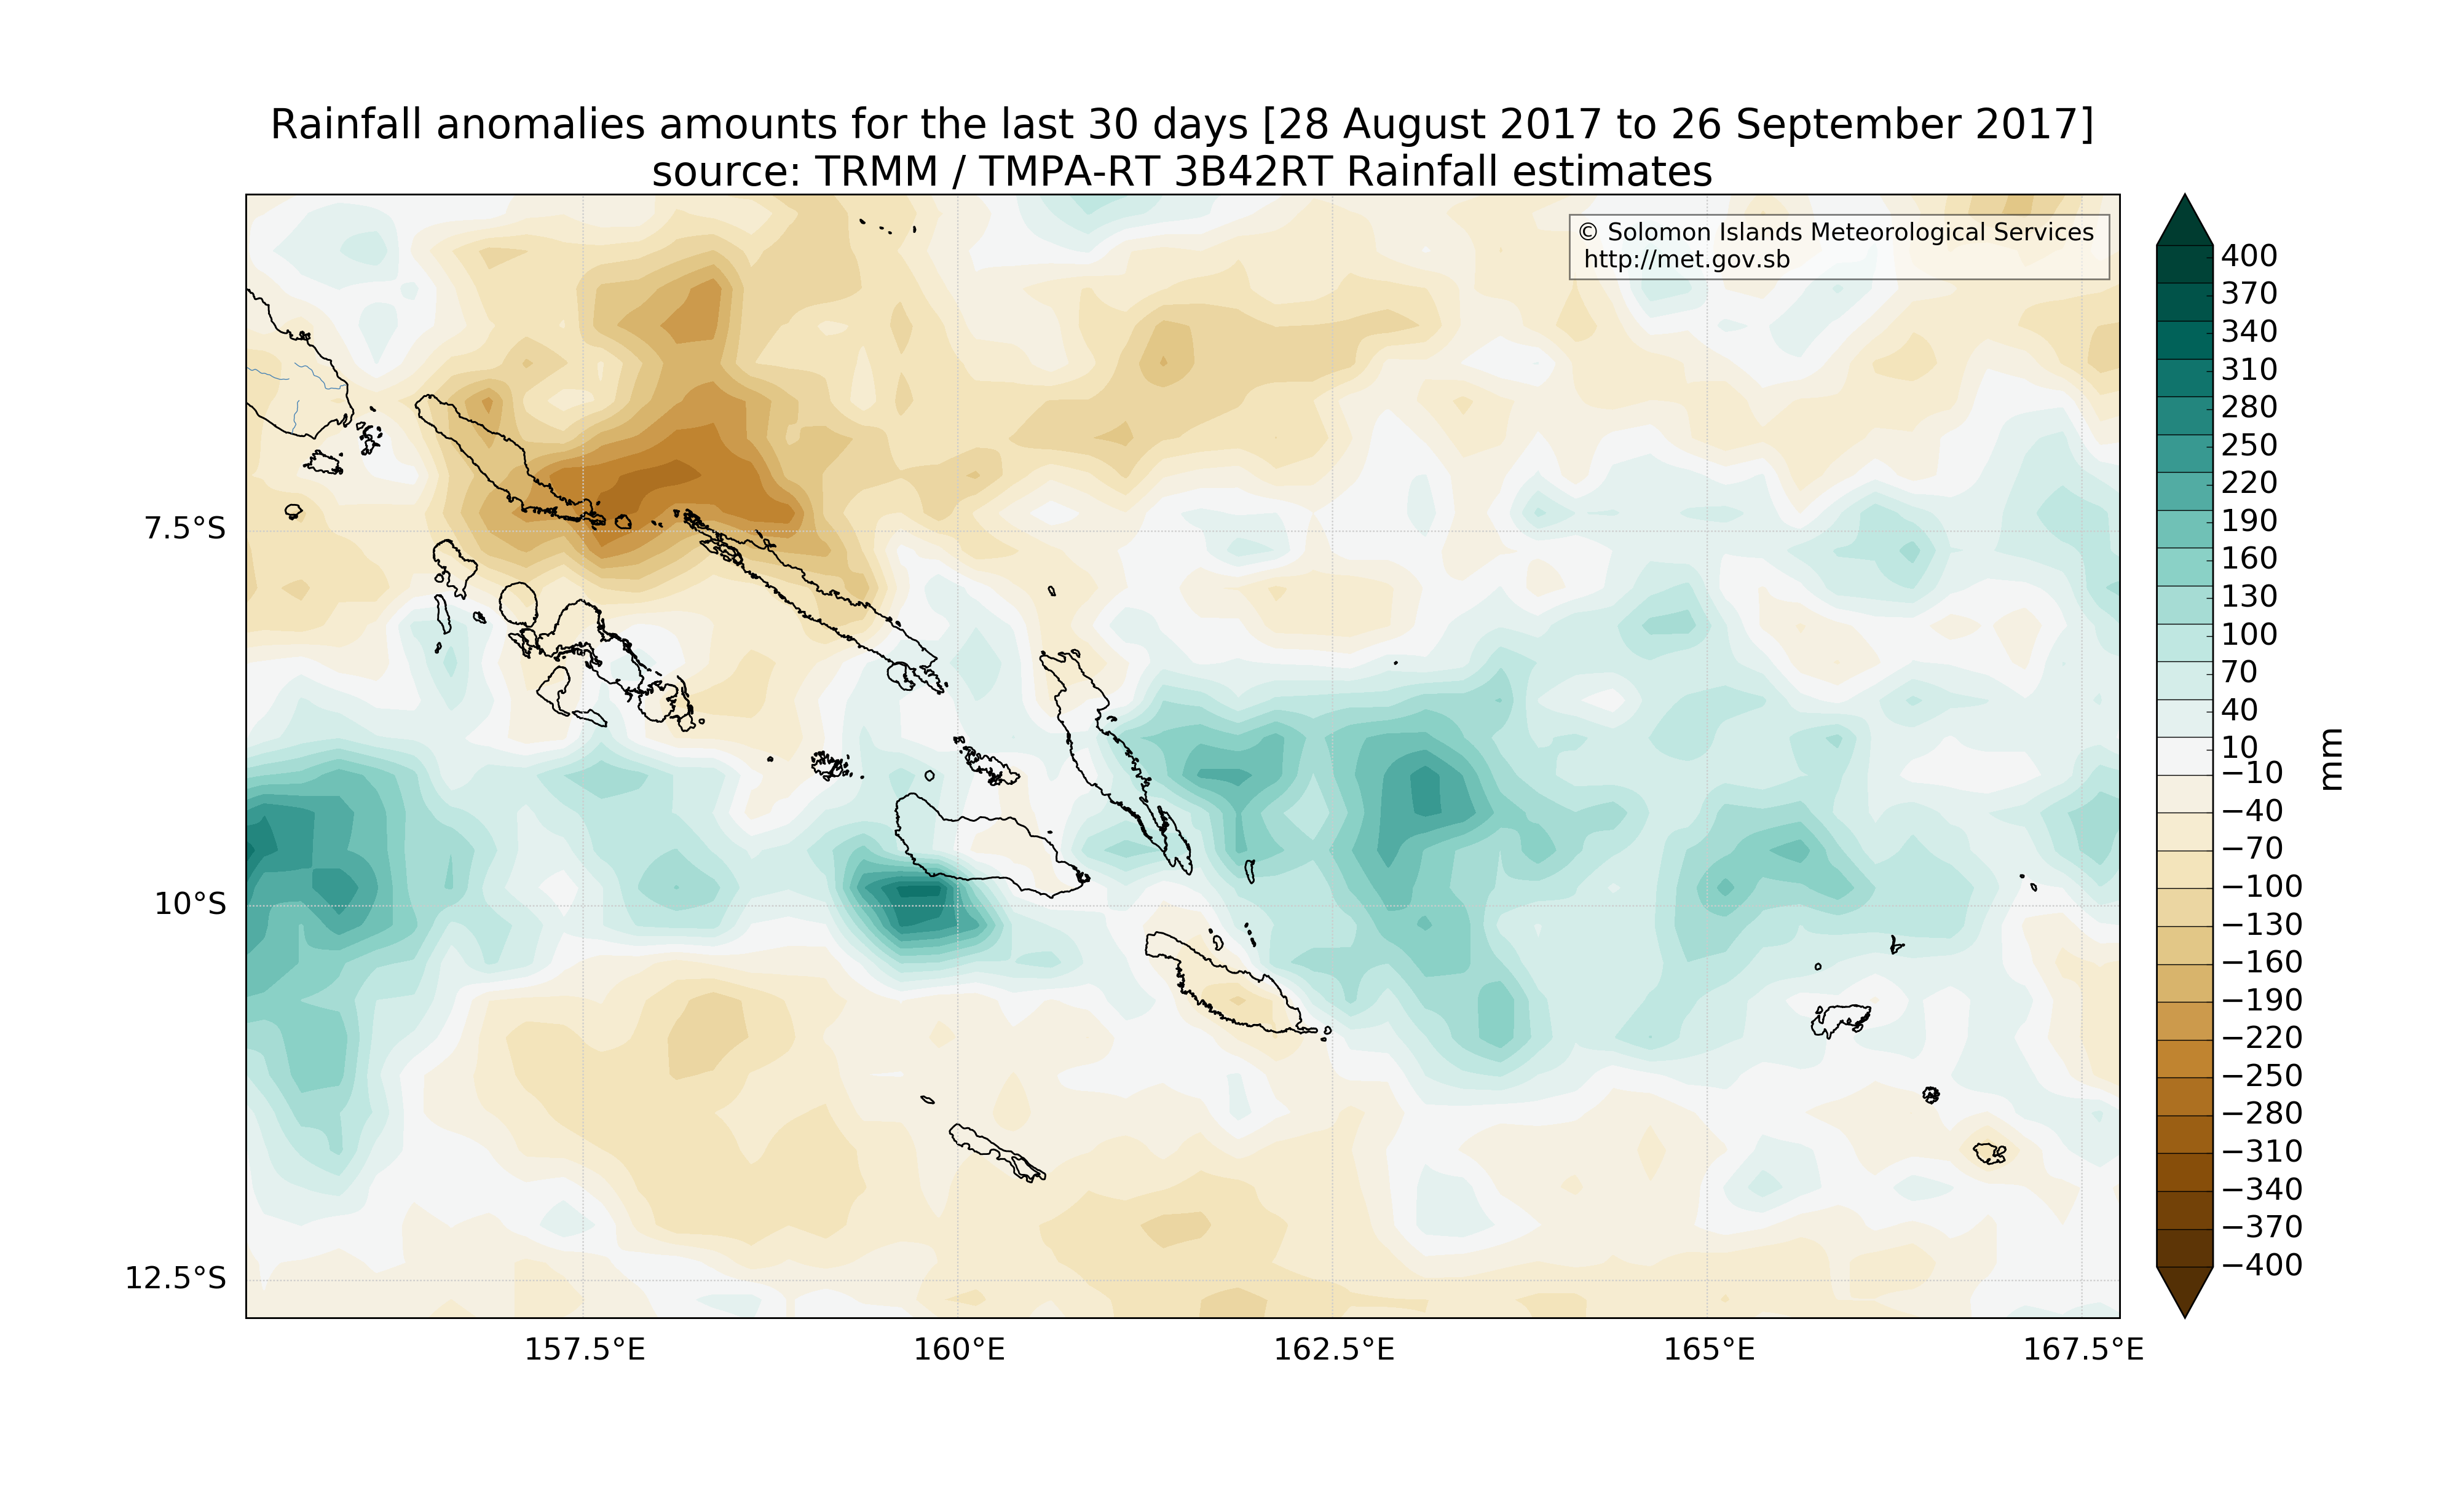 Rainfall anomalies amounts for the last 30 days [28 August 2017 to 26 September 2017]
source: TRMM / TMPA-RT 3B42RT Rainfall estimates
© Solomon Islands Meteorological Services
http://met.gov.sb
7.5°S
10°S
12.5°S
157.5°E
160°E
162.5°E
165°E
167.5°E
400
370
340
310
280
250
220
190
160
130
100
70
40
10
−10
−40
−70
−100
−130
−160
−190
−220
−250
−280
−310
−340
−370
−400
mm